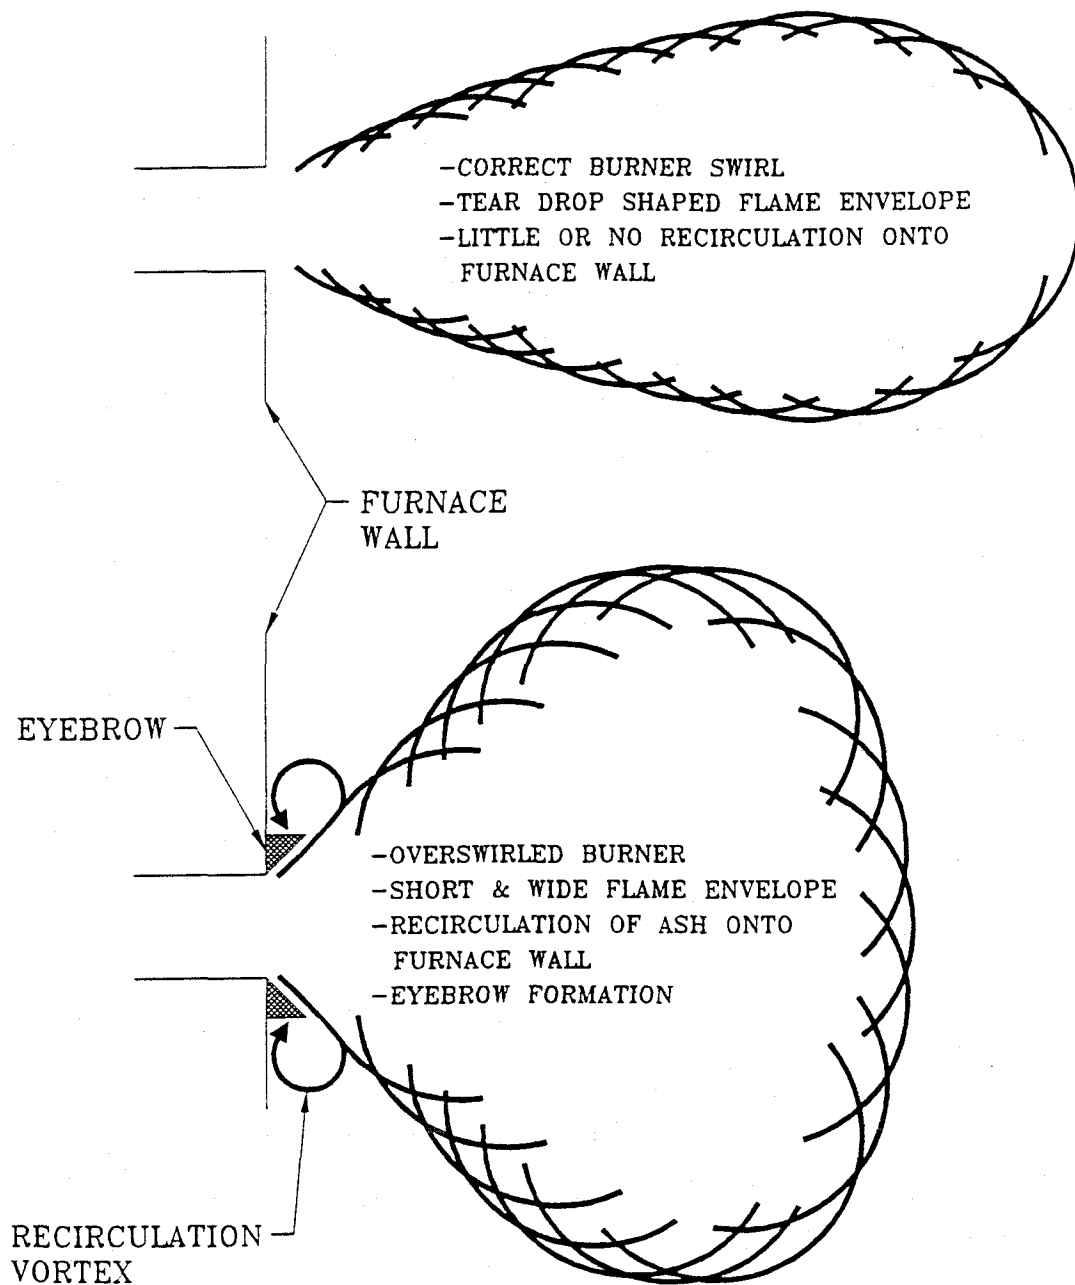 -CORRECT BURNER SWIRL
-TEAR DROP SHAPED FLAME ENVELOPE
-LITTLE OR NO RECIRCULATION ONTO
FURNACE WALL
FURNACE
WALL
EYEBROW
-OVERSWIRLED BURNER
-SHORT & WIDE FLAME ENVELOPE
-RECIRCULATION OF ASH ONTO
FURNACE WALL
-EYEBROW FORMATION
RECIRCULATION
VORTEX